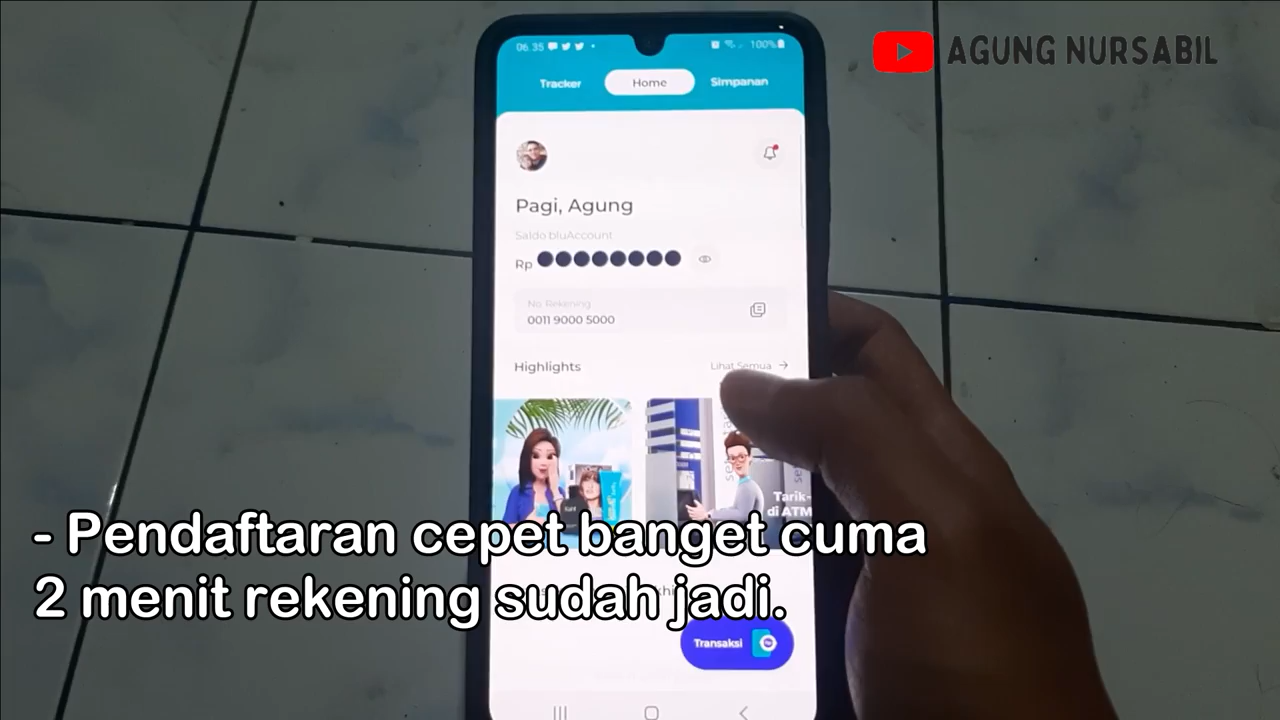 AGUNG NURSABIL
06.35
100%
Tracker Home Simpanan
Pagi, Agung
Saldo bluAccount
Rp
No. Rekening
0011 9000 5000
Highlights Lihat Semua
Tarik-
di ATM
- Pendaftaran cepet banget cuma
2 menit rekening sudah jadi.
Transaksi